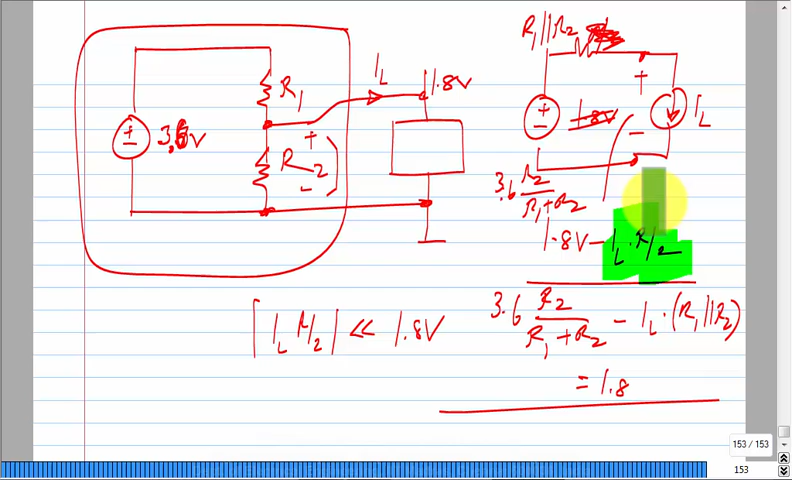 R1||R2
IL
1.8V
R1
+
+
3.6V
1.8V
IL
+
-
-
R2
-
3.6 R2/(R1+R2)
1.8V - IL·R/2
|IL R/2| << 1.8V
3.6 R2/(R1+R2) - IL·(R1||R2)
= 1.8
153 / 153
153